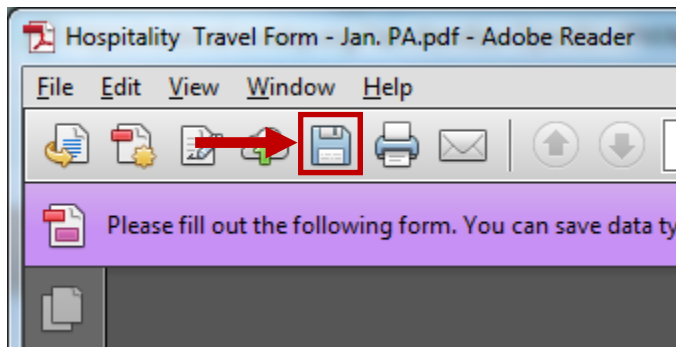 Hospitality Travel Form - Jan. PA.pdf - Adobe Reader
File Edit View Window Help
Please fill out the following form. You can save data ty